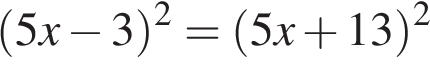 (5x − 3)² = (5x + 13)²